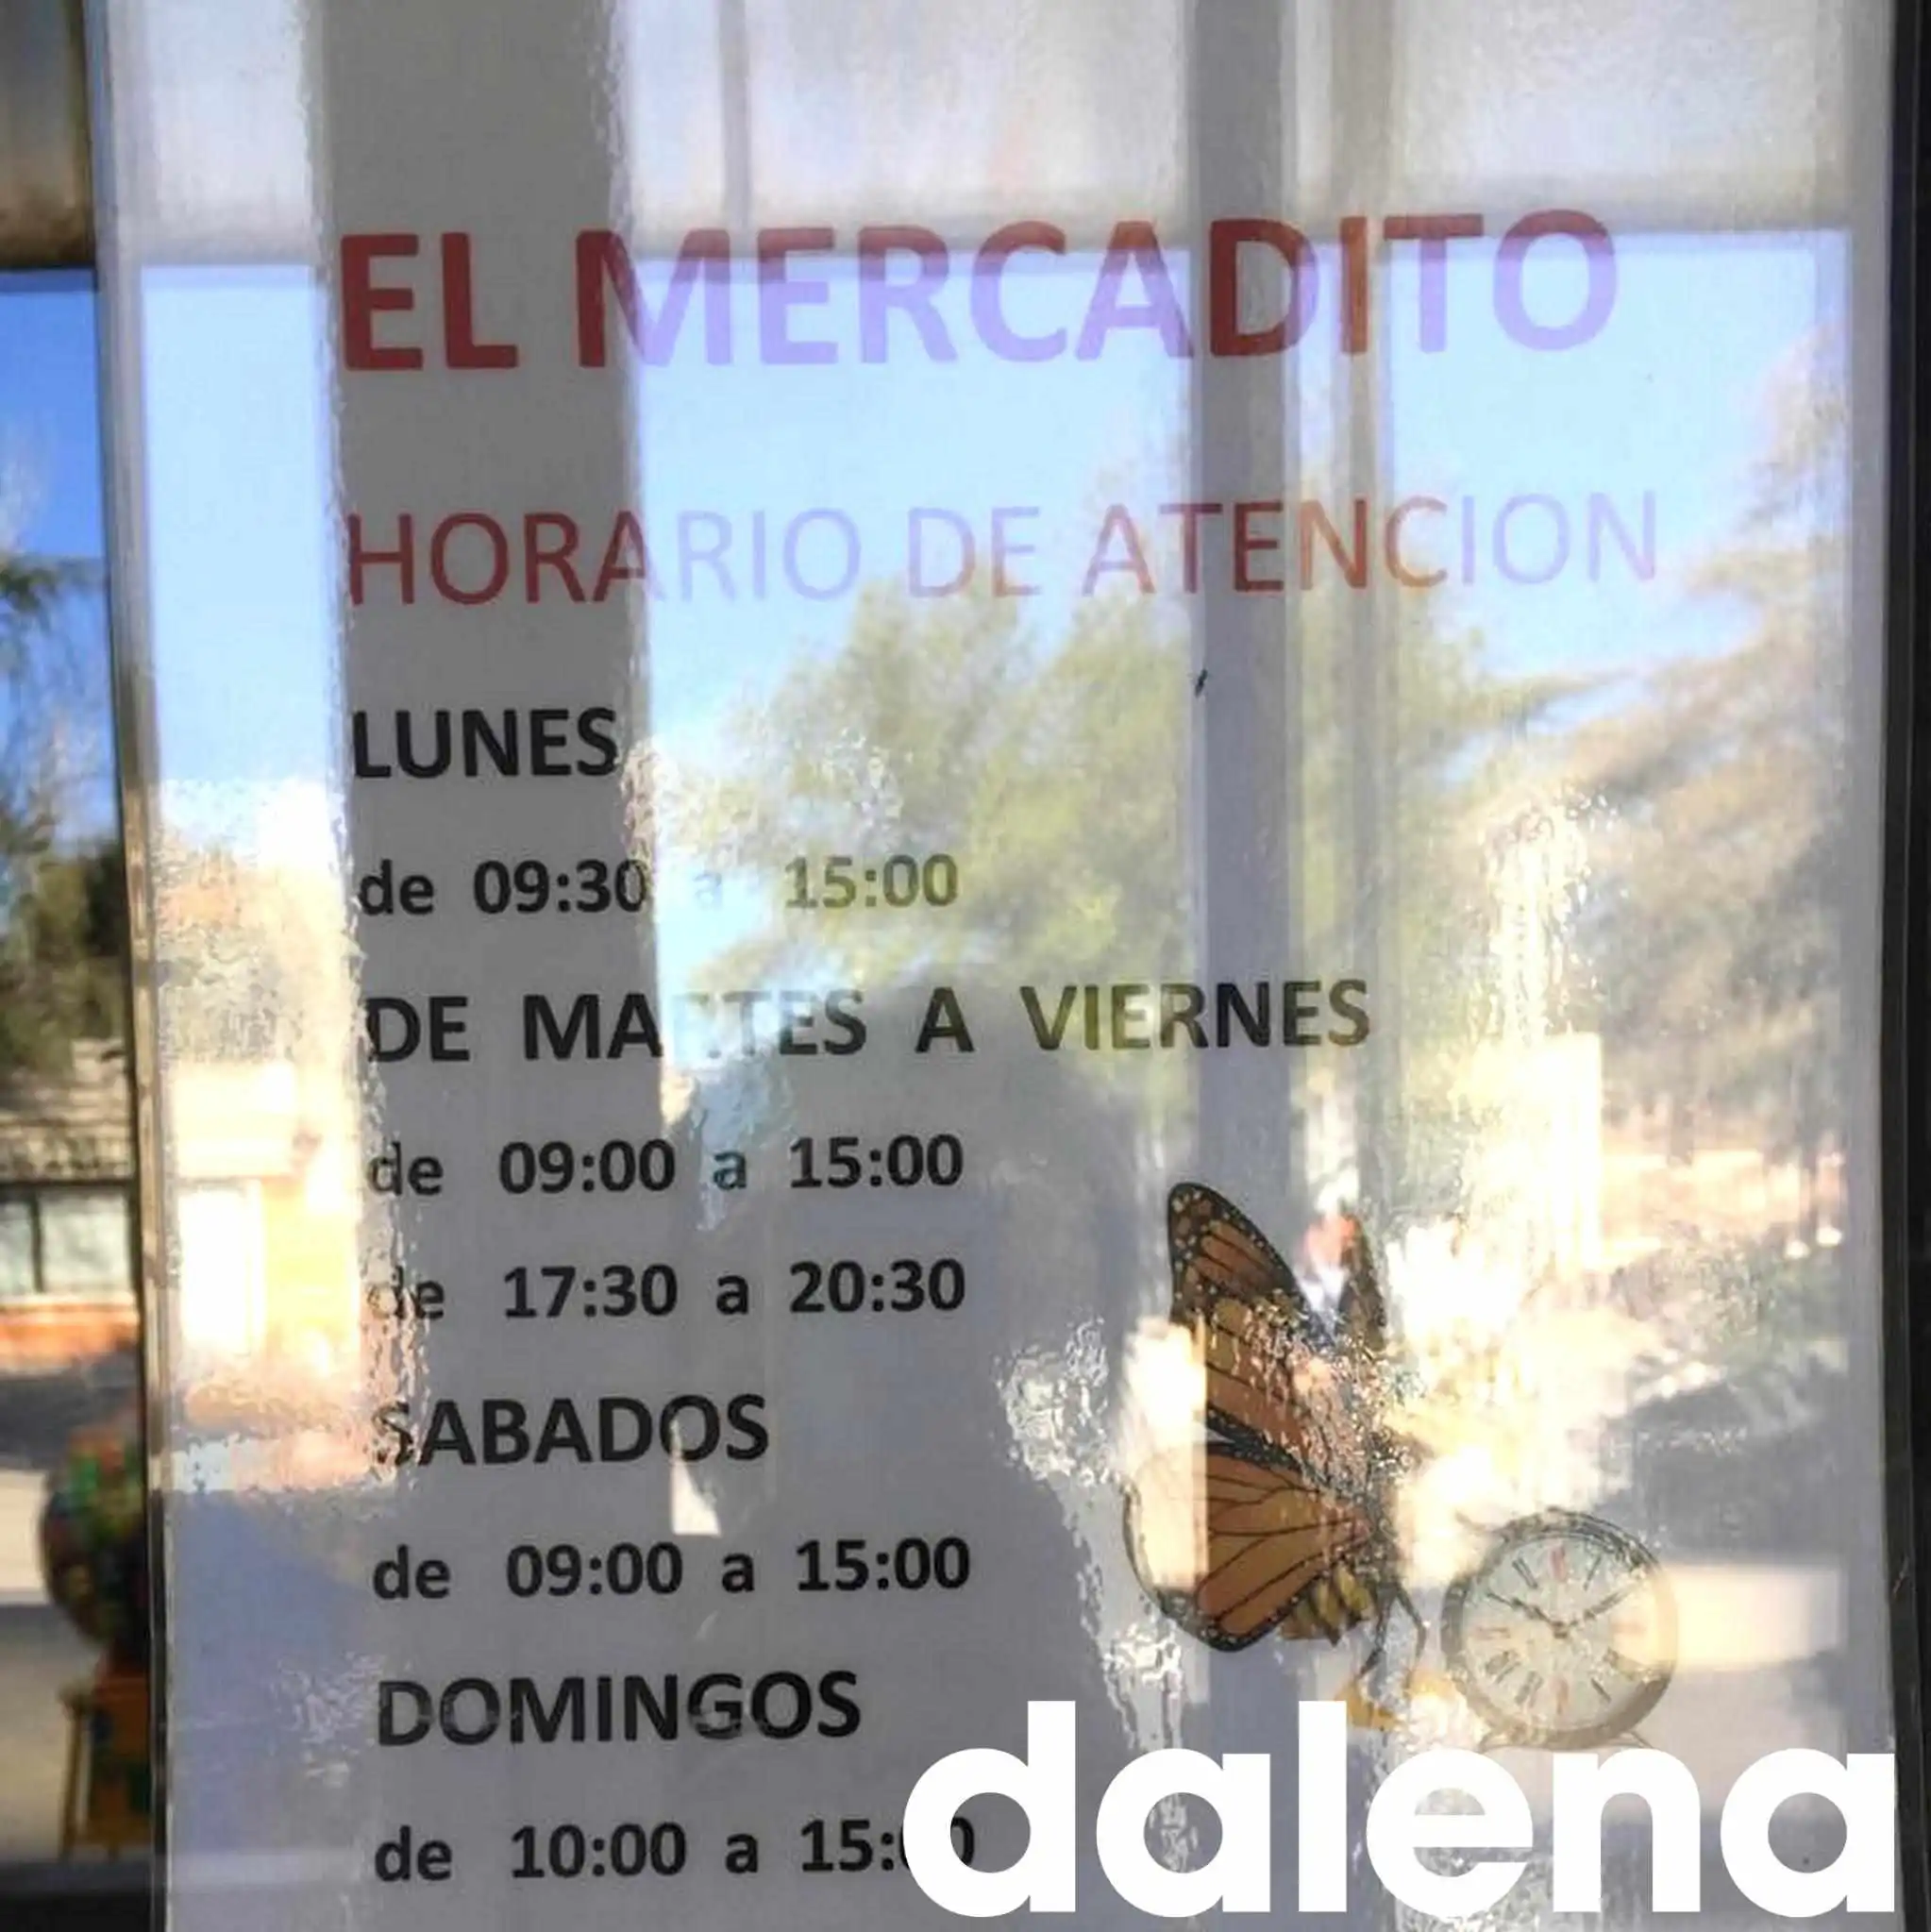 EL MERCADITO
HORARIO DE ATENCION
LUNES
de 09:30 a 15:00
DE MARTES A VIERNES
de 09:00 a 15:00
de 17:30 a 20:30
SABADOS
de 09:00 a 15:00
DOMINGOS
de 10:00 a 15:00
dalena